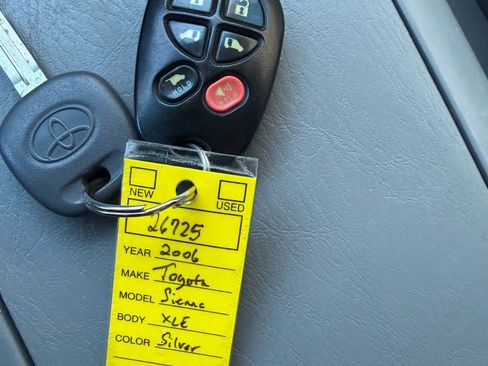 HOLD
HOLD
NEW USED
26725
YEAR 2006
MAKE Toyota
MODEL Sienna
BODY XLE
COLOR Silver